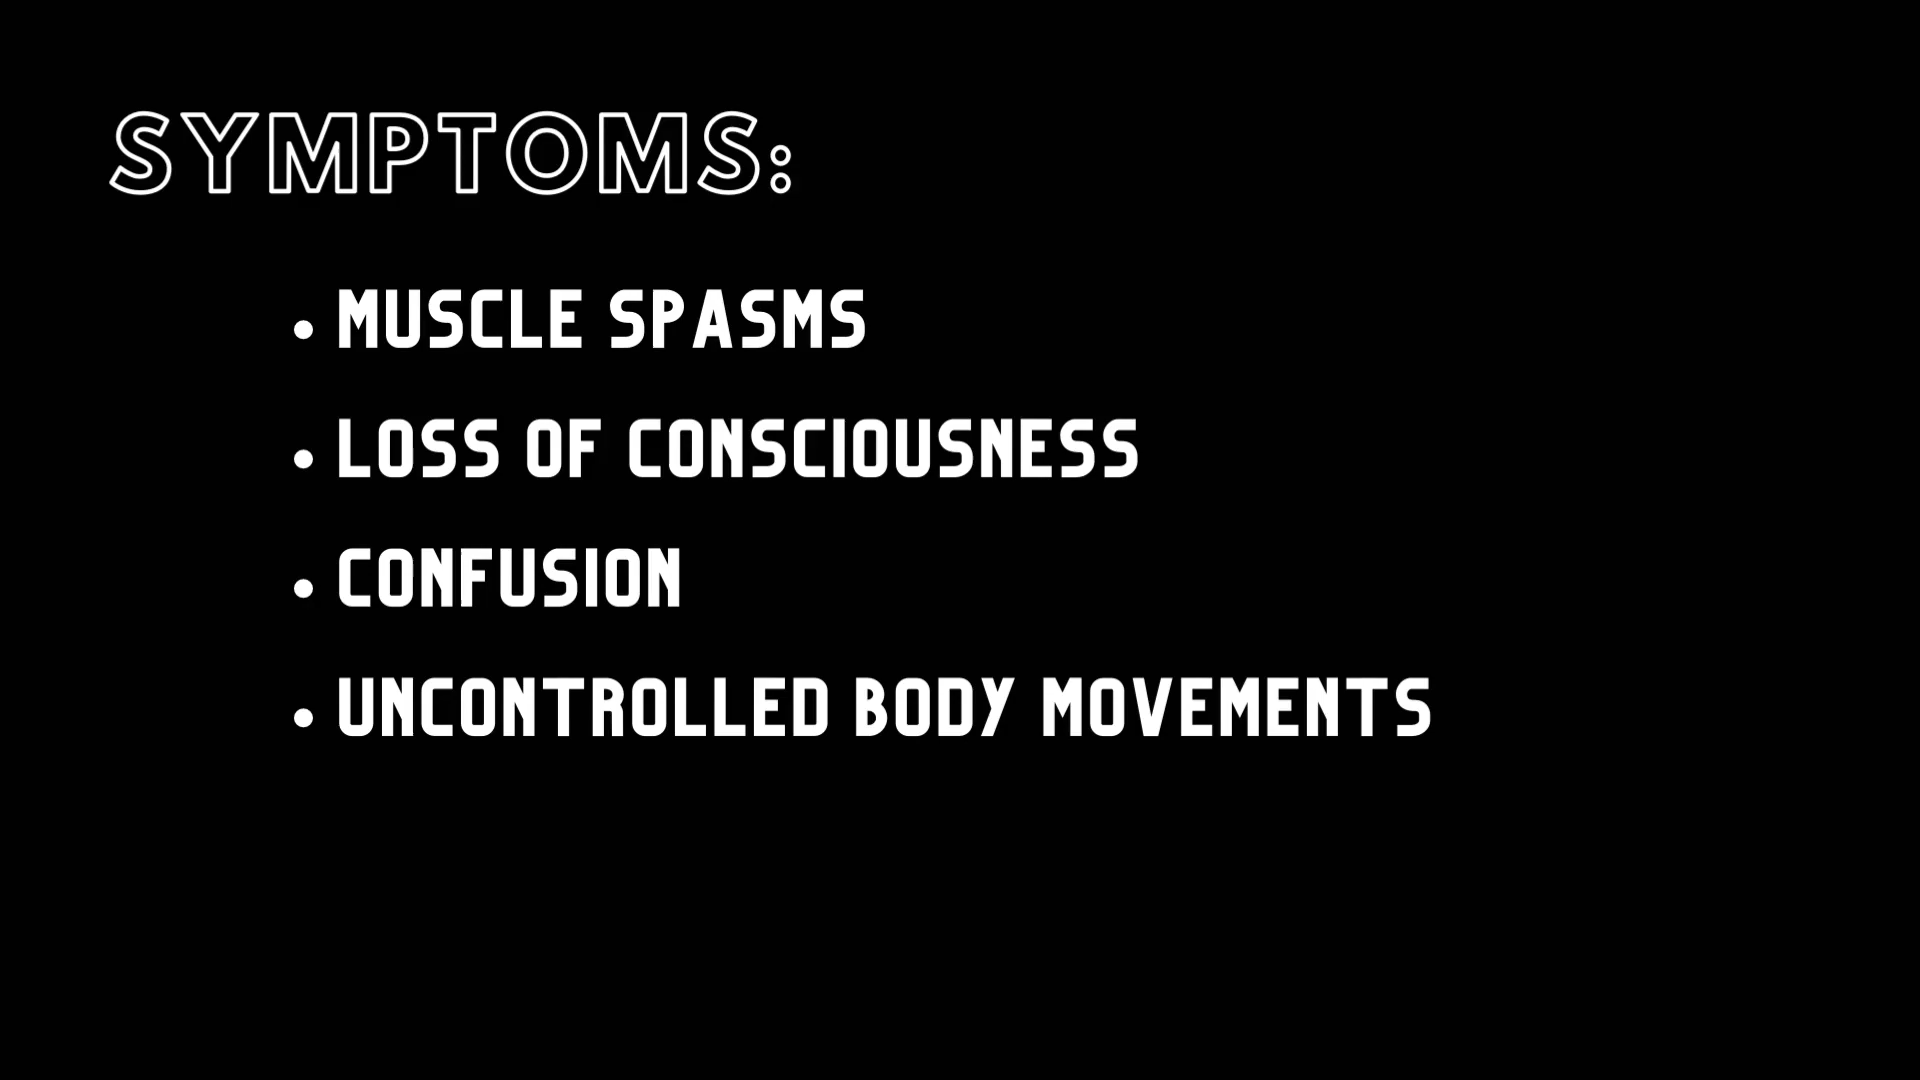 SYMPTOMS:
• MUSCLE SPASMS
• LOSS OF CONSCIOUSNESS
• CONFUSION
• UNCONTROLLED BODY MOVEMENTS